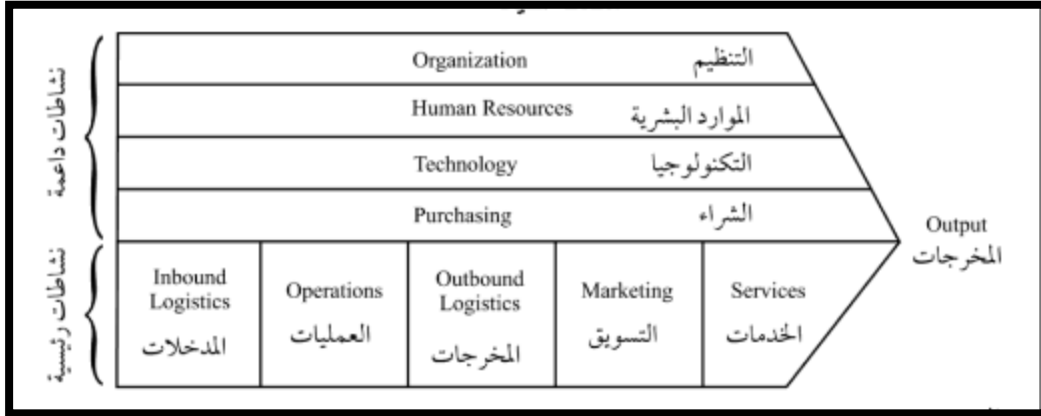 Organization التنظيم
Human Resources الموارد البشرية
Technology التكنولوجيا
Purchasing الشراء
نشاطات داعمة
Output
المخرجات
Inbound
Logistics
المدخلات
Operations
العمليات
Outbound
Logistics
المخرجات
Marketing
التسويق
Services
الخدمات
نشاطات رئيسية